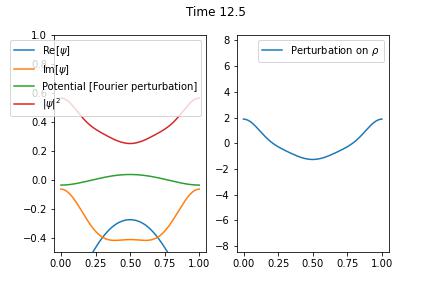 Time 12.5
Re[ψ]
Im[ψ]
Potential [Fourier perturbation]
|ψ|²
1.0
0.8
0.6
0.4
0.2
0.0
−0.2
−0.4
0.00 0.25 0.50 0.75 1.00
Perturbation on ρ
8
6
4
2
0
−2
−4
−6
−8
0.00 0.25 0.50 0.75 1.00